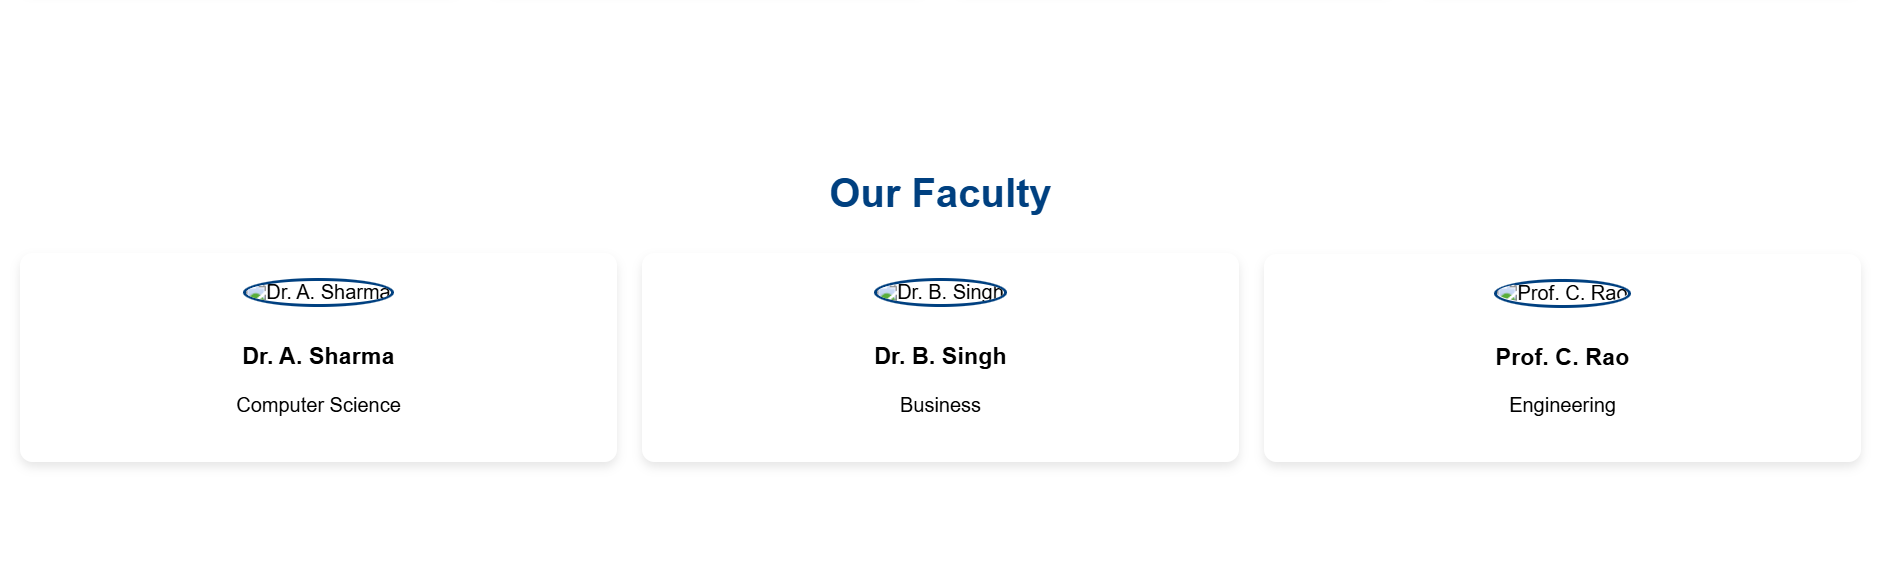 Our Faculty
Dr. A. Sharma
Dr. B. Singh
Prof. C. Rao
Dr. A. Sharma
Dr. B. Singh
Prof. C. Rao
Computer Science
Business
Engineering